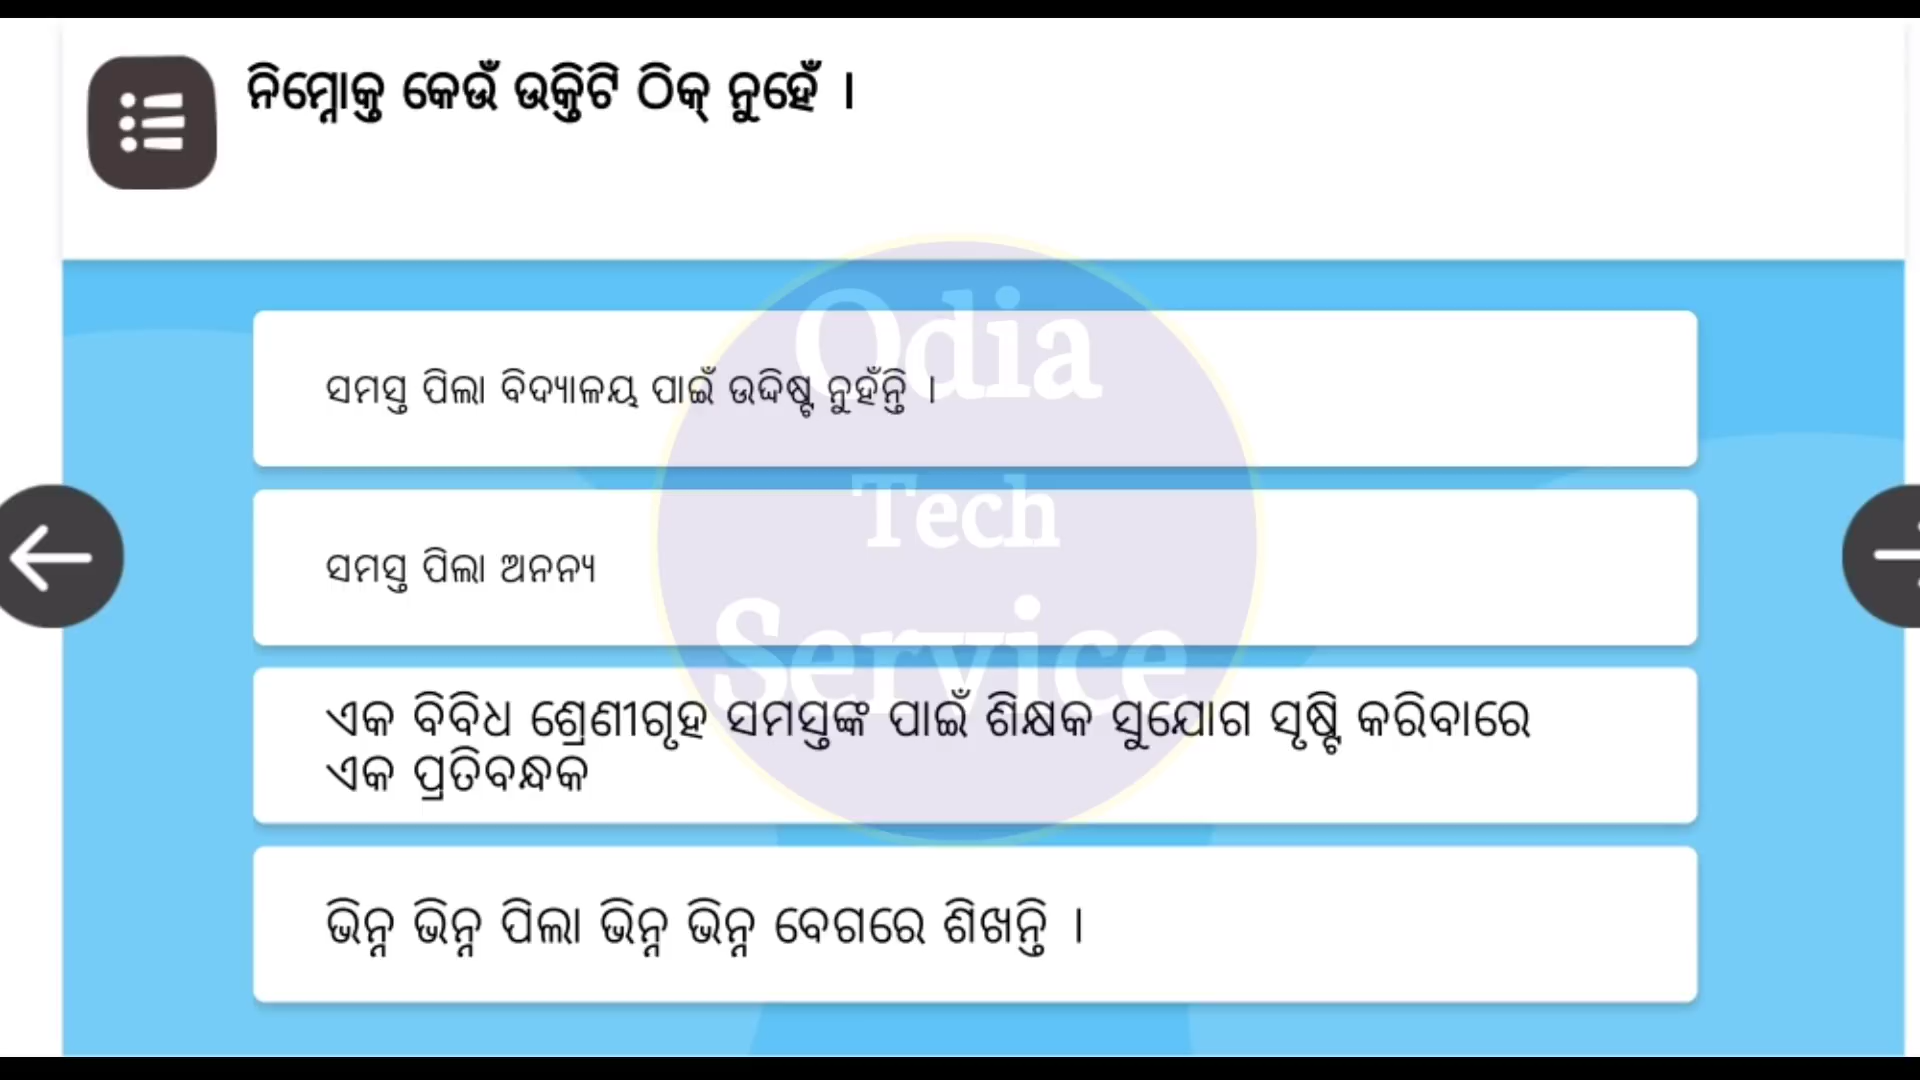 ନିମ୍ନୋକ୍ତ କେଉଁ ଉକ୍ତିଟି ଠିକ୍ ନୁହେଁ ।
ସମସ୍ତ ପିଲା ବିଦ୍ୟାଳୟ ପାଇଁ ଉଦ୍ଦିଷ୍ଟ ନୁହଁନ୍ତି ।
ସମସ୍ତ ପିଲା ଅନନ୍ୟ
ଏକ ବିବିଧ ଶ୍ରେଣୀଗୃହ ସମସ୍ତଙ୍କ ପାଇଁ ଶିକ୍ଷକ ସୁଯୋଗ ସୃଷ୍ଟି କରିବାରେ
ଏକ ପ୍ରତିବନ୍ଧକ
ଭିନ୍ନ ଭିନ୍ନ ପିଲା ଭିନ୍ନ ଭିନ୍ନ ବେଗରେ ଶିଖନ୍ତି ।
Odia
Tech
Service